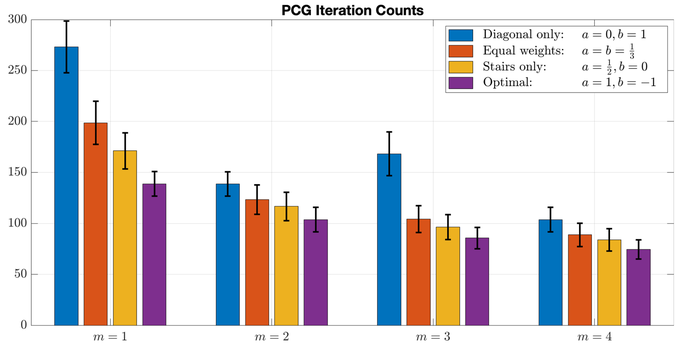 PCG Iteration Counts
300
250
200
150
100
50
0
Diagonal only: a = 0, b = 1
Equal weights: a = b = 1/3
Stairs only: a = 1/2, b = 0
Optimal: a = 1, b = −1
m = 1
m = 2
m = 3
m = 4